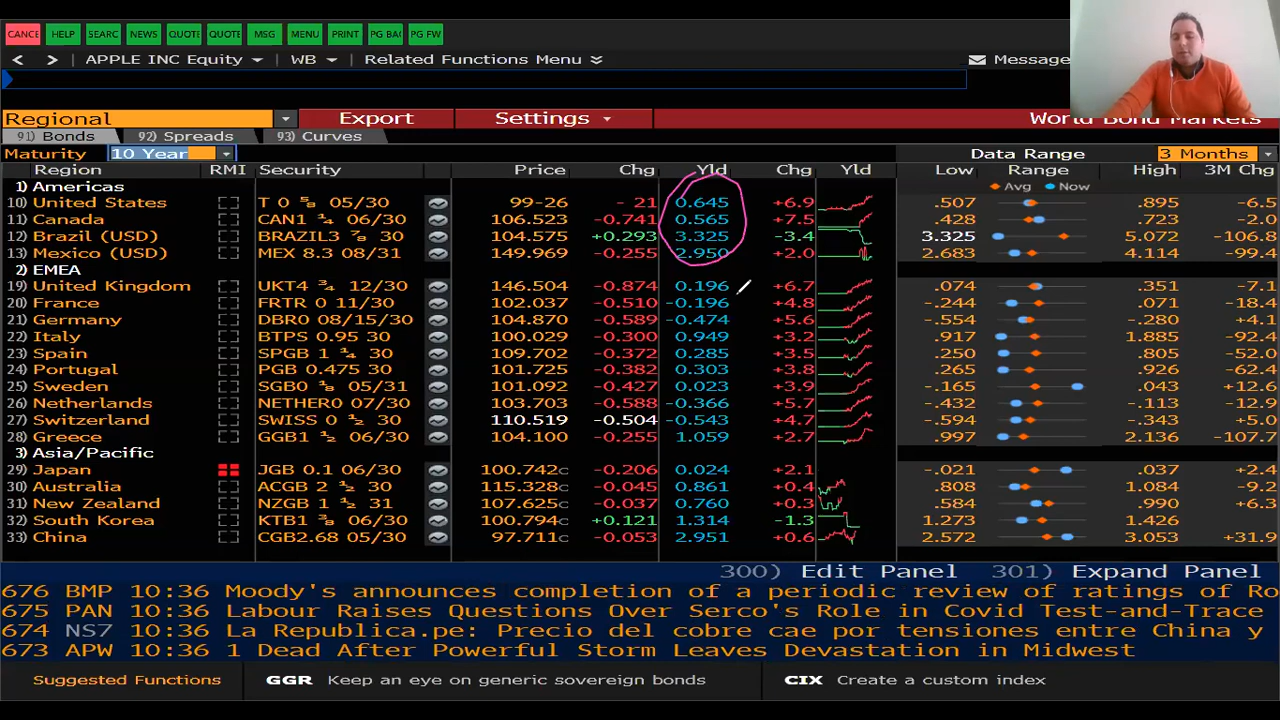 CANCE HELP SEARC NEWS QUOTE QUOTE MSG MENU PRINT PG BAC PG FW
< > APPLE INC Equity WB Related Functions Menu Message
Regional Export Settings World Bond Markets
91) Bonds 92) Spreads 93) Curves
Maturity 10 Year Data Range 3 Months
Region RMI Security Price Chg Yld Chg Yld Low Range High 3M Chg
Avg Now
1) Americas
10) United States T 0 ⅝ 05/30 99-26 - 21 0.645 +6.9 .507 .895 -6.5
11) Canada CAN1 ¼ 06/30 106.523 -0.741 0.565 +7.5 .428 .723 -2.0
12) Brazil (USD) BRAZIL3 ⅞ 30 104.575 +0.293 3.325 -3.4 3.325 5.072 -106.8
13) Mexico (USD) MEX 8.3 08/31 149.969 -0.255 2.950 +2.0 2.683 4.114 -99.4
2) EMEA
19) United Kingdom UKT4 ¾ 12/30 146.504 -0.874 0.196 +6.7 .074 .351 -7.1
20) France FRTR 0 11/30 102.037 -0.510 -0.196 +4.8 -.244 .071 -18.4
21) Germany DBR0 08/15/30 104.870 -0.589 -0.474 +5.6 -.554 -.280 +4.1
22) Italy BTPS 0.95 30 100.029 -0.300 0.949 +3.2 .917 1.885 -92.4
23) Spain SPGB 1 ¼ 30 109.702 -0.372 0.285 +3.5 .250 .805 -52.0
24) Portugal PGB 0.475 30 101.725 -0.382 0.303 +3.8 .265 .926 -62.4
25) Sweden SGB0 ⅛ 05/31 101.092 -0.427 0.023 +3.9 -.165 .043 +12.6
26) Netherlands NETHER0 07/30 103.703 -0.588 -0.366 +5.7 -.432 -.113 -12.9
27) Switzerland SWISS 0 ½ 30 110.519 -0.504 -0.543 +4.7 -.594 -.343 +5.0
28) Greece GGB1 ½ 06/30 104.100 -0.255 1.059 +2.7 .997 2.136 -107.7
3) Asia/Pacific
29) Japan JGB 0.1 06/30 100.742c -0.206 0.024 +2.1 -.021 .037 +2.4
30) Australia ACGB 2 ½ 30 115.328c -0.045 0.861 +0.4 .808 1.084 -9.2
31) New Zealand NZGB 1 ½ 31 107.625c -0.037 0.760 +0.3 .584 .990 +6.3
32) South Korea KTB1 ⅜ 06/30 100.794c +0.121 1.314 -1.3 1.273 1.426
33) China CGB2.68 05/30 97.711c -0.053 2.951 +0.6 2.572 3.053 +31.9
300) Edit Panel 301) Expand Panel
676 BMP 10:36 Moody's announces completion of a periodic review of ratings of Ro
675 PAN 10:36 Labour Raises Questions Over Serco's Role in Covid Test-and-Trace
674 NS7 10:36 La Republica.pe: Precio del cobre cae por tensiones entre China y
673 APW 10:36 1 Dead After Powerful Storm Leaves Devastation in Midwest
Suggested Functions GGR Keep an eye on generic sovereign bonds CIX Create a custom index